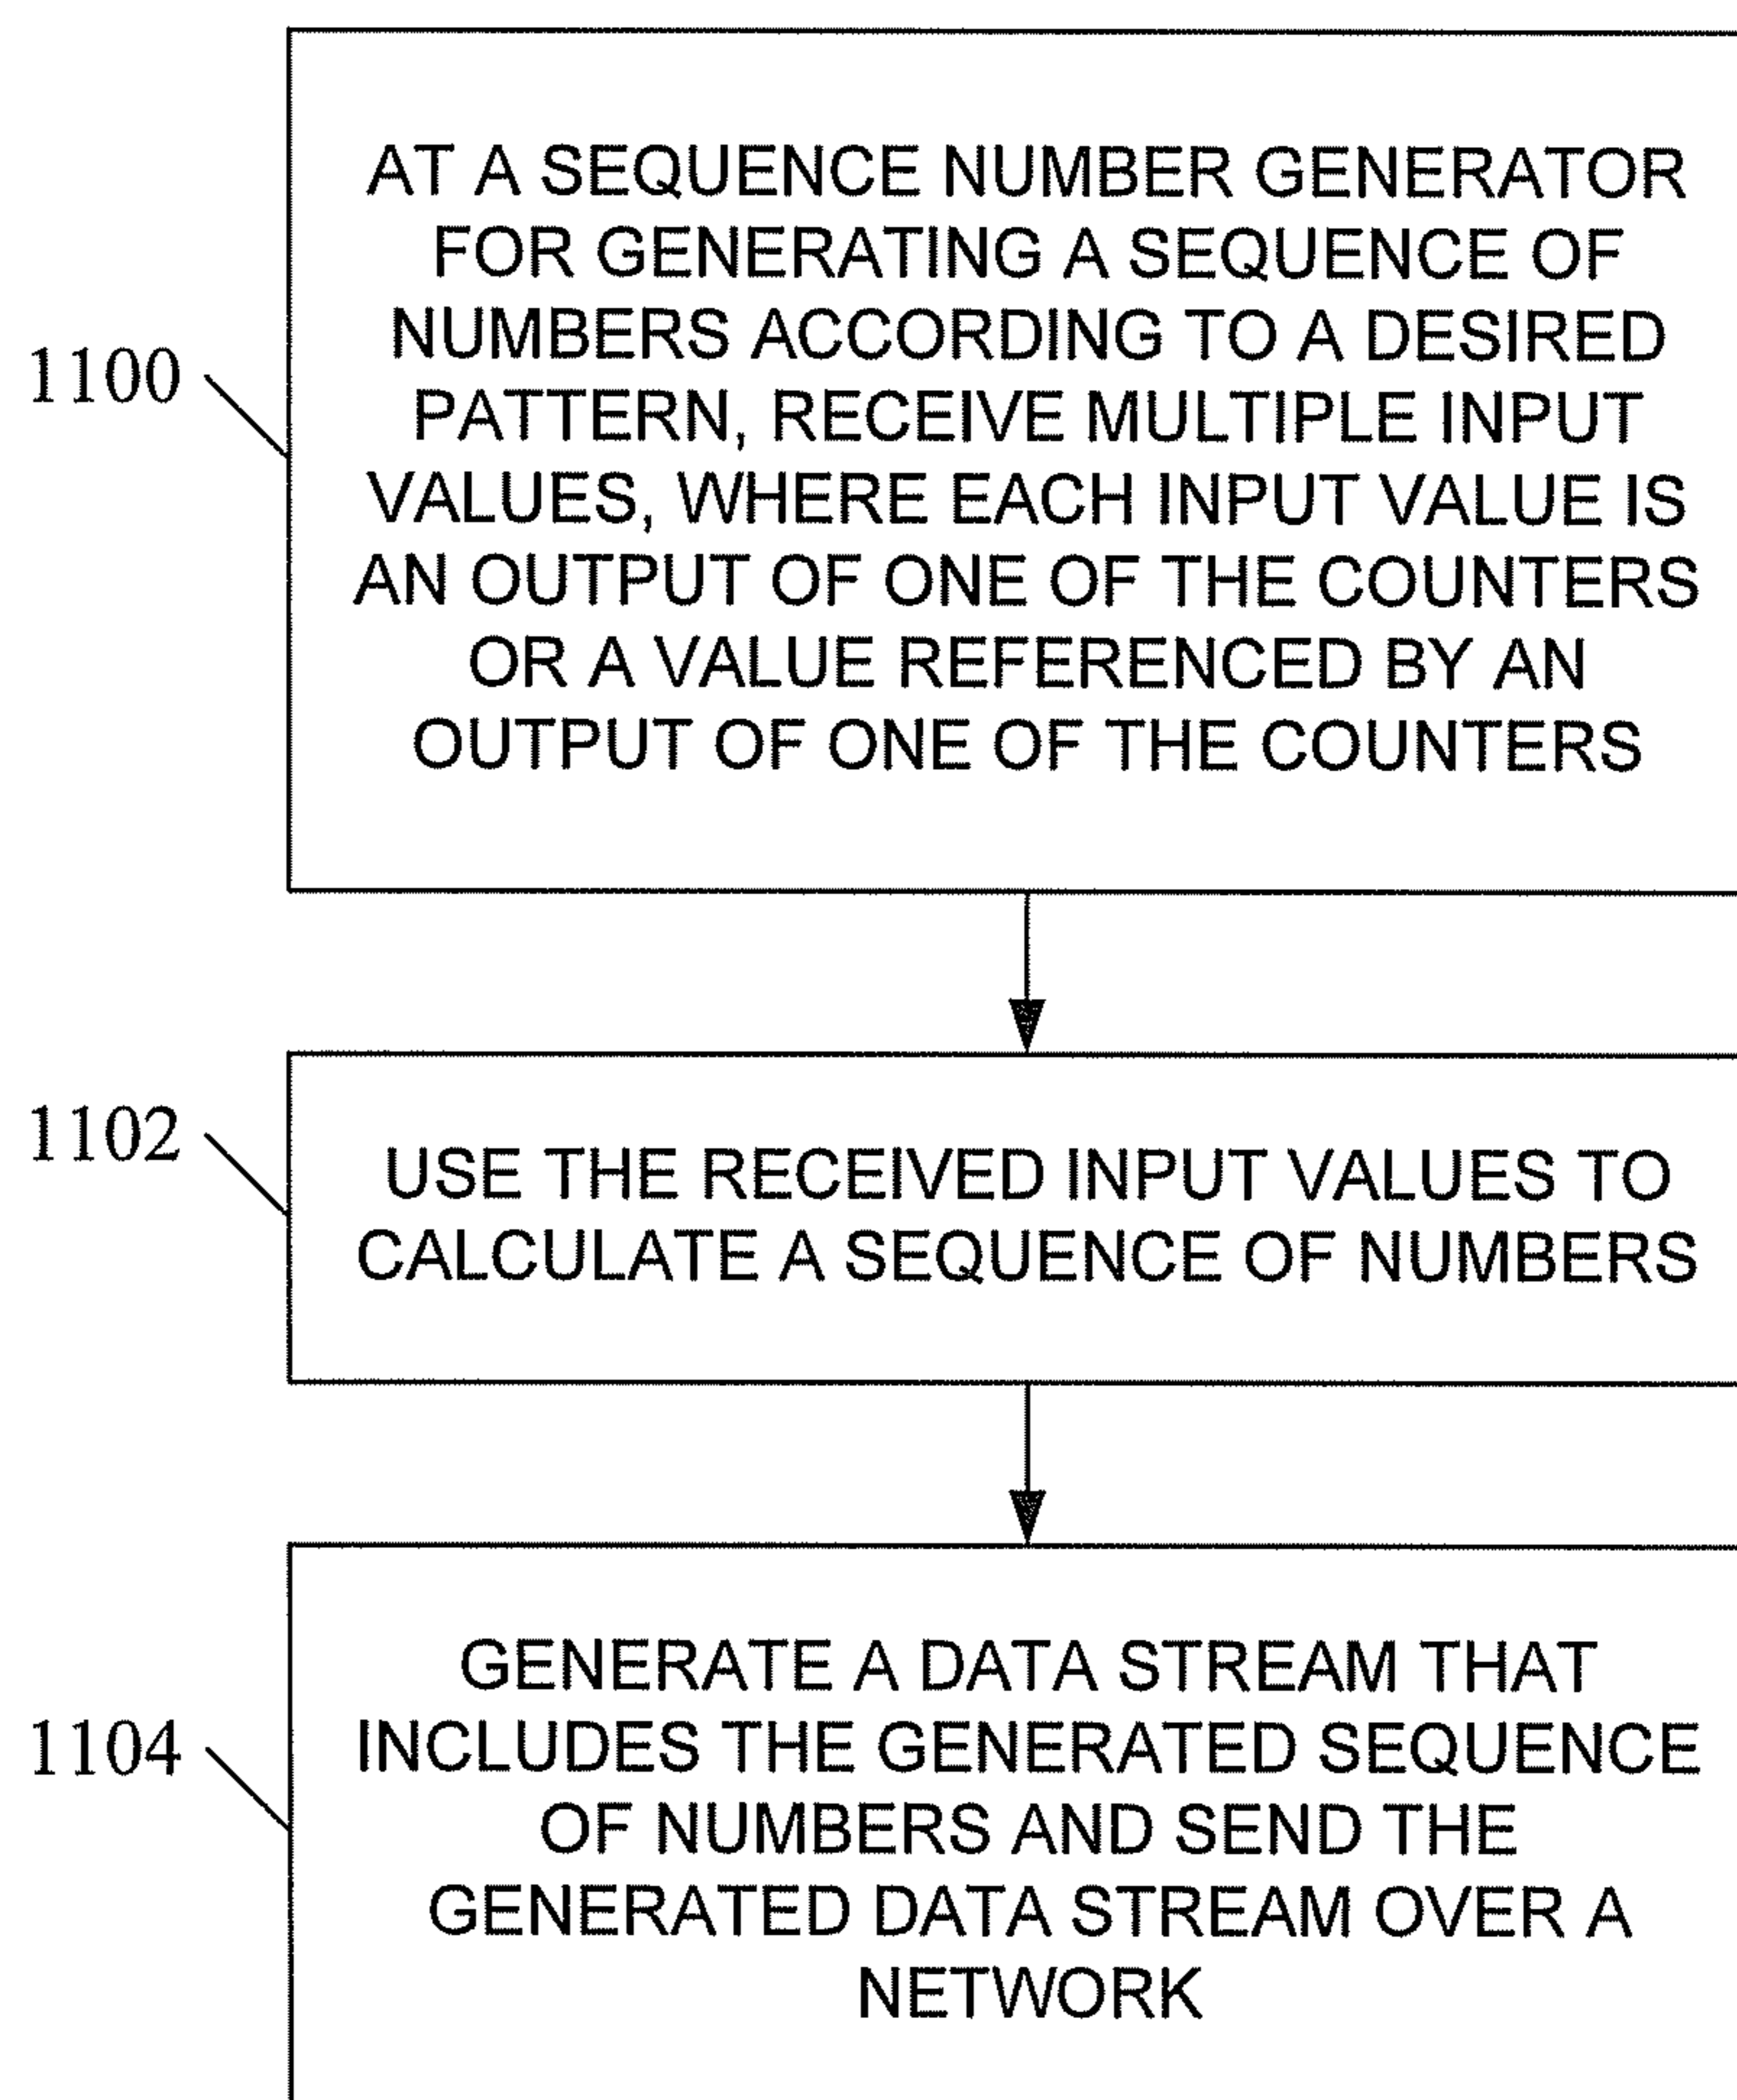 AT A SEQUENCE NUMBER GENERATOR
FOR GENERATING A SEQUENCE OF
NUMBERS ACCORDING TO A DESIRED
PATTERN, RECEIVE MULTIPLE INPUT
VALUES, WHERE EACH INPUT VALUE IS
AN OUTPUT OF ONE OF THE COUNTERS
OR A VALUE REFERENCED BY AN
OUTPUT OF ONE OF THE COUNTERS
1100
USE THE RECEIVED INPUT VALUES TO
CALCULATE A SEQUENCE OF NUMBERS
1102
GENERATE A DATA STREAM THAT
INCLUDES THE GENERATED SEQUENCE
OF NUMBERS AND SEND THE
GENERATED DATA STREAM OVER A
NETWORK
1104